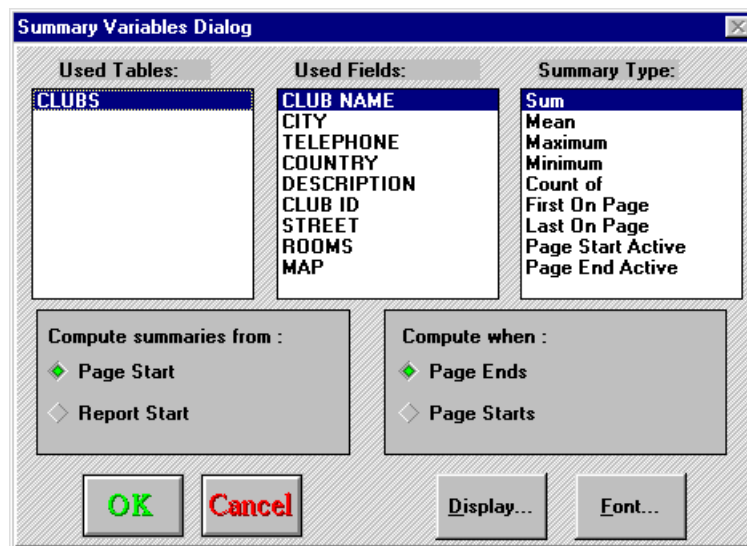 Summary Variables Dialog
Used Tables:
CLUBS
Used Fields:
CLUB NAME
CITY
TELEPHONE
COUNTRY
DESCRIPTION
CLUB ID
STREET
ROOMS
MAP
Summary Type:
Sum
Mean
Maximum
Minimum
Count of
First On Page
Last On Page
Page Start Active
Page End Active
Compute summaries from :
Page Start
Report Start
Compute when :
Page Ends
Page Starts
OK
Cancel
Display...
Font...